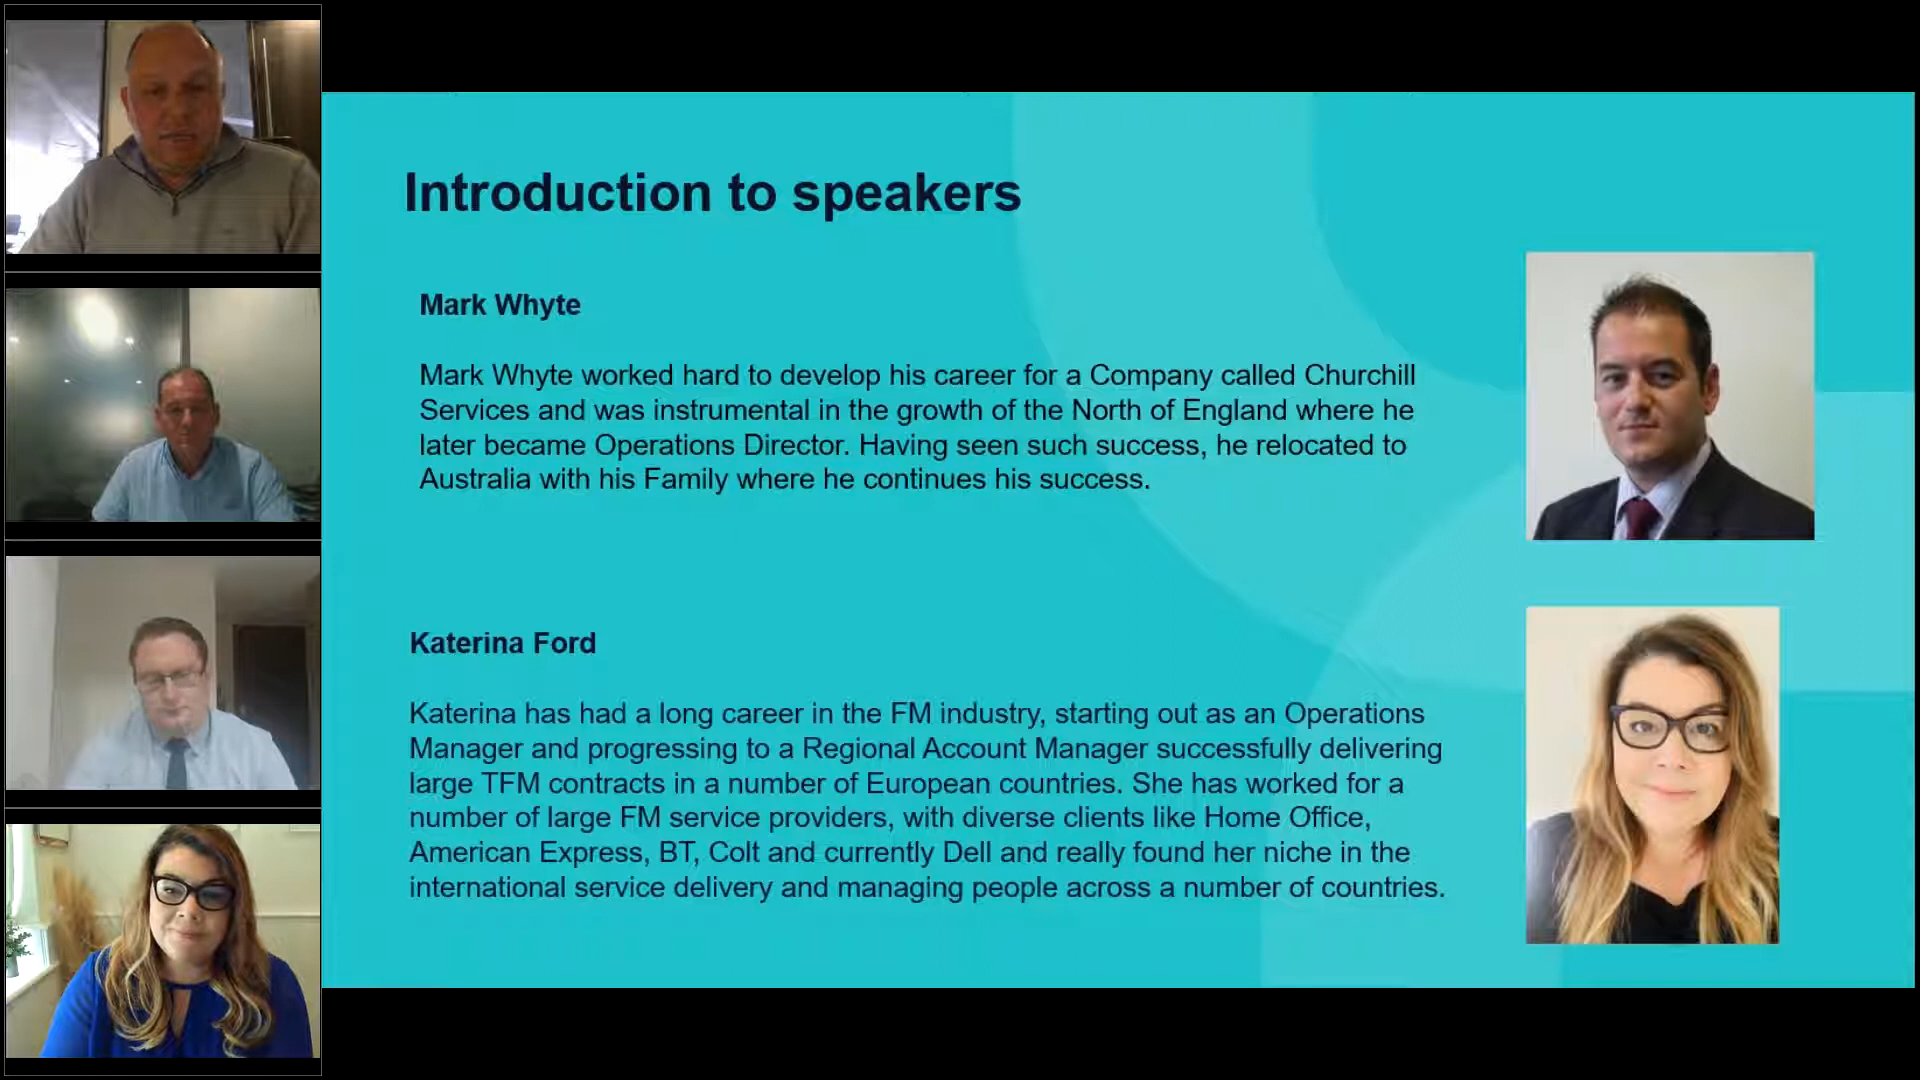 Introduction to speakers
Mark Whyte
Mark Whyte worked hard to develop his career for a Company called Churchill
Services and was instrumental in the growth of the North of England where he
later became Operations Director. Having seen such success, he relocated to
Australia with his Family where he continues his success.
Katerina Ford
Katerina has had a long career in the FM industry, starting out as an Operations
Manager and progressing to a Regional Account Manager successfully delivering
large TFM contracts in a number of European countries. She has worked for a
number of large FM service providers, with diverse clients like Home Office,
American Express, BT, Colt and currently Dell and really found her niche in the
international service delivery and managing people across a number of countries.